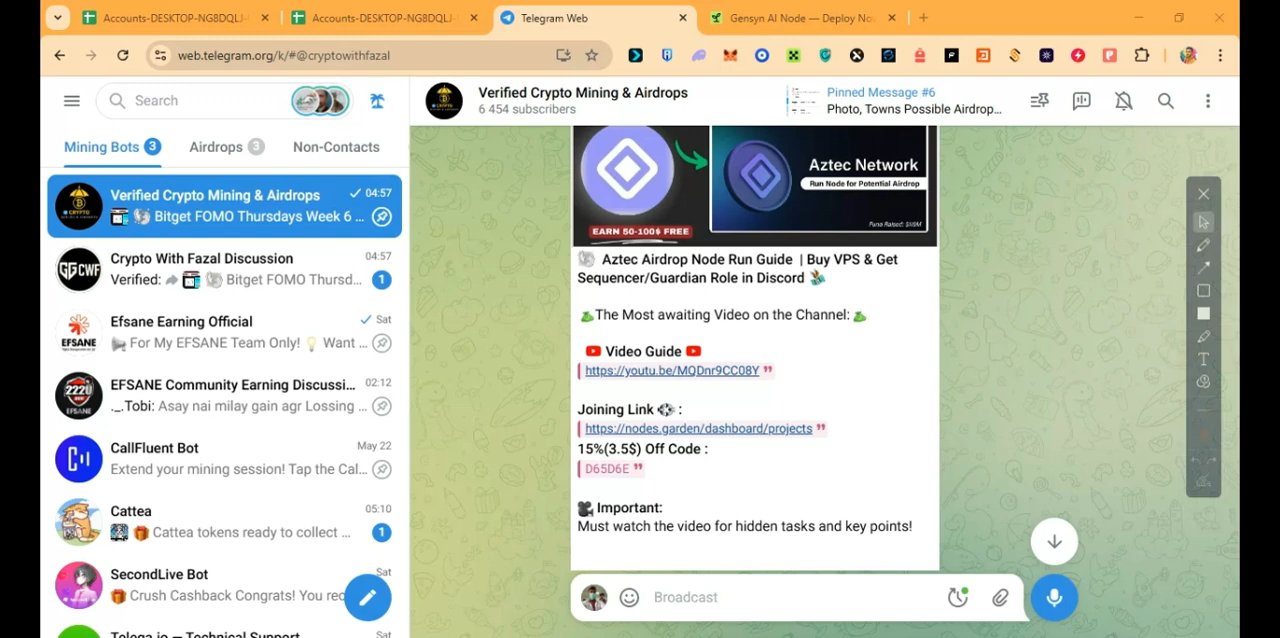 Accounts-DESKTOP-NG8DQLJ-
Accounts-DESKTOP-NG8DQLJ-
Telegram Web
Gensyn AI Node — Deploy No
web.telegram.org/k/#@cryptowithfazal
Search
Verified Crypto Mining & Airdrops
6 454 subscribers
Pinned Message #6
Photo, Towns Possible Airdrop...
Mining Bots 3
Airdrops 3
Non-Contacts
Verified Crypto Mining & Airdrops 04:57
Bitget FOMO Thursdays Week 6 ...
Crypto With Fazal Discussion 04:57
Verified: Bitget FOMO Thursd... 1
Efsane Earning Official Sat
For My EFSANE Team Only! Want ...
EFSANE Community Earning Discussi... 02:12
._.Tobi: Asay nai milay gain agr Lossing ...
CallFluent Bot May 22
Extend your mining session! Tap the Cal...
Cattea 05:10
Cattea tokens ready to collect ... 1
SecondLive Bot Sat
Crush Cashback Congrats! You rec
Telega.io — Technical Support Sat
GGCWF
EFSANE
2220
Aztec Network
Run Node for Potential Airdrop
EARN 50-100$ FREE
Aztec Airdrop Node Run Guide | Buy VPS & Get
Sequencer/Guardian Role in Discord
The Most awaiting Video on the Channel:
Video Guide
https://youtu.be/MQDnr9CC08Y
Joining Link :
https://nodes.garden/dashboard/projects
15%(3.5$) Off Code :
D65D6E
Important:
Must watch the video for hidden tasks and key points!
Broadcast